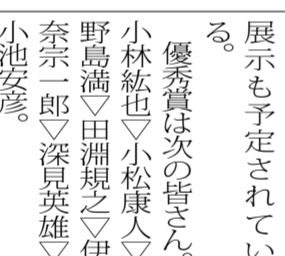 展示も予定されてい
る。
優秀賞は次の皆さん。
小林紘也▽小松康人▽
野島満▽田淵規之▽伊
奈宗一郎▽深見英雄▽
小池安彦。